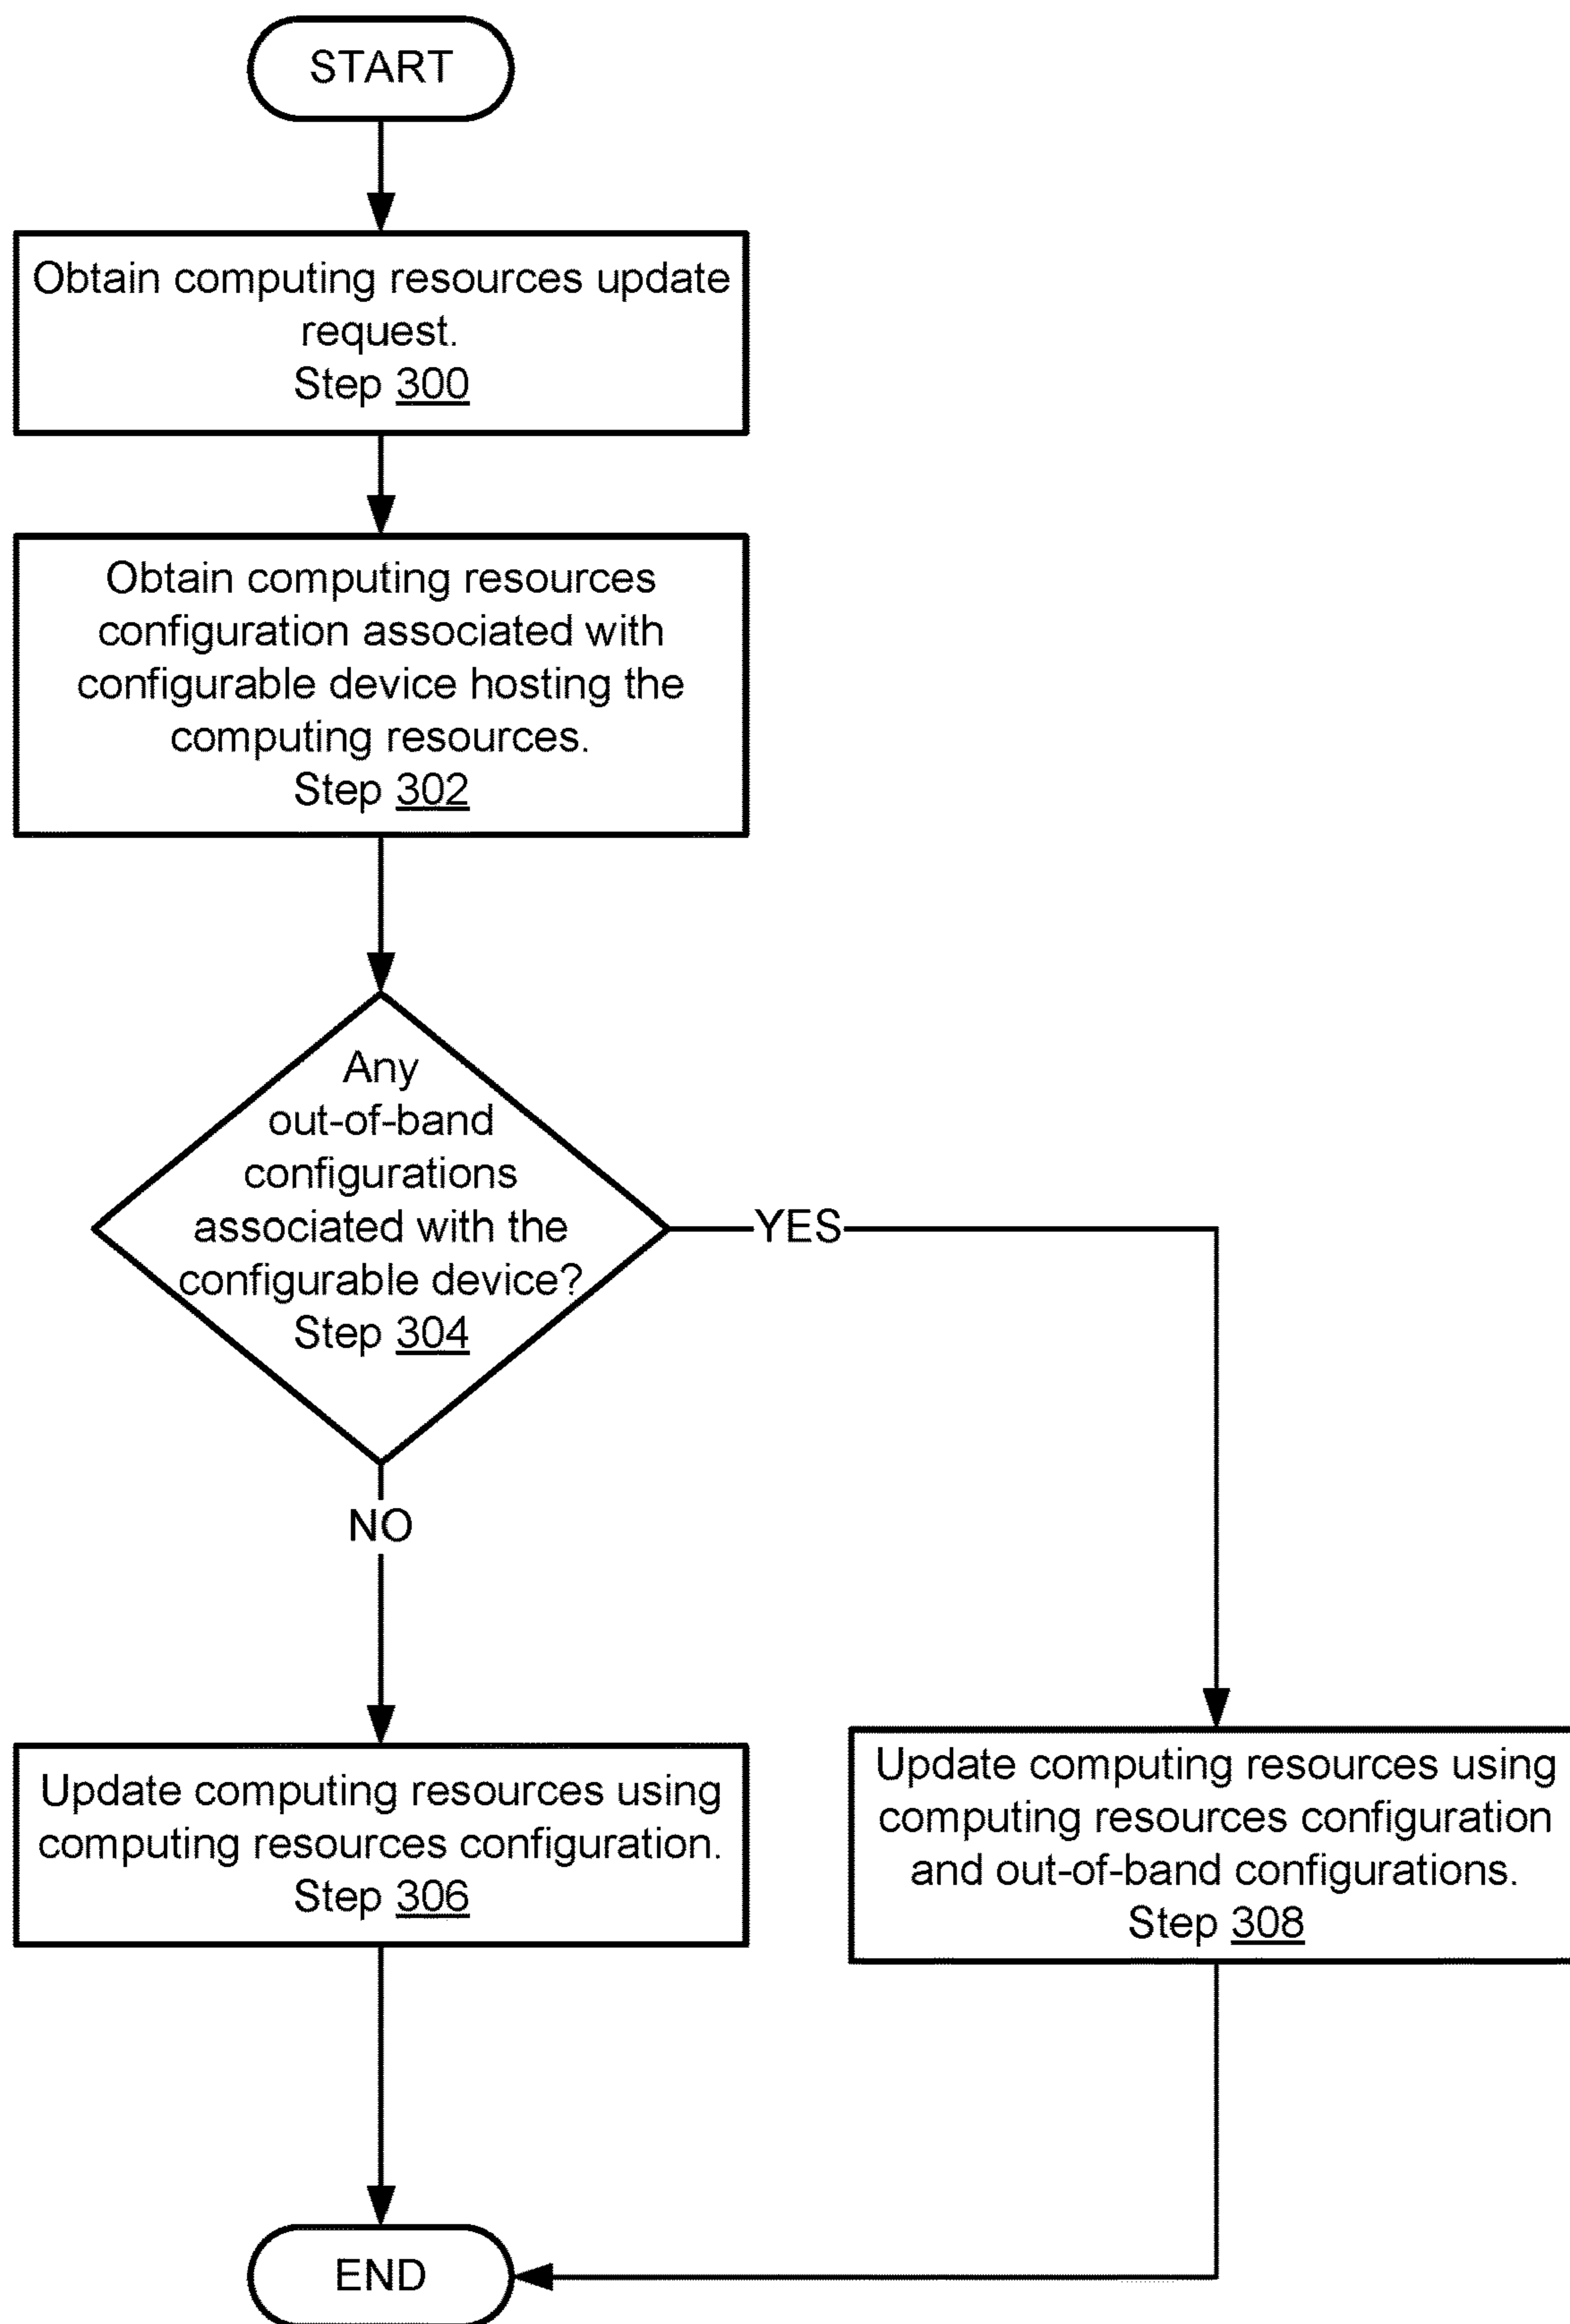 START
Obtain computing resources update
request.
Step 300
Obtain computing resources
configuration associated with
configurable device hosting the
computing resources.
Step 302
Any
out-of-band
configurations
associated with the
configurable device?
Step 304
YES
NO
Update computing resources using
computing resources configuration.
Step 306
Update computing resources using
computing resources configuration
and out-of-band configurations.
Step 308
END